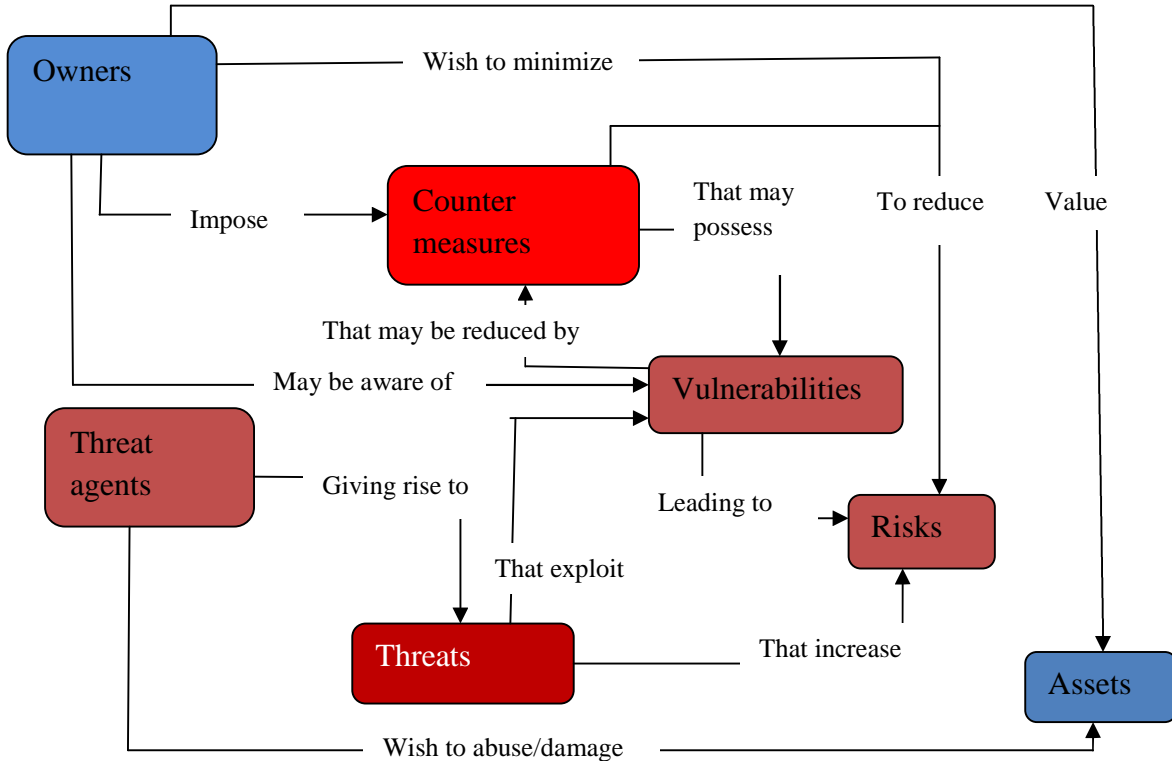 Owners
Wish to minimize
Impose
Counter
measures
That may
possess
To reduce
Value
That may be reduced by
May be aware of
Vulnerabilities
Threat
agents
Giving rise to
Leading to
Risks
That exploit
Threats
That increase
Assets
Wish to abuse/damage